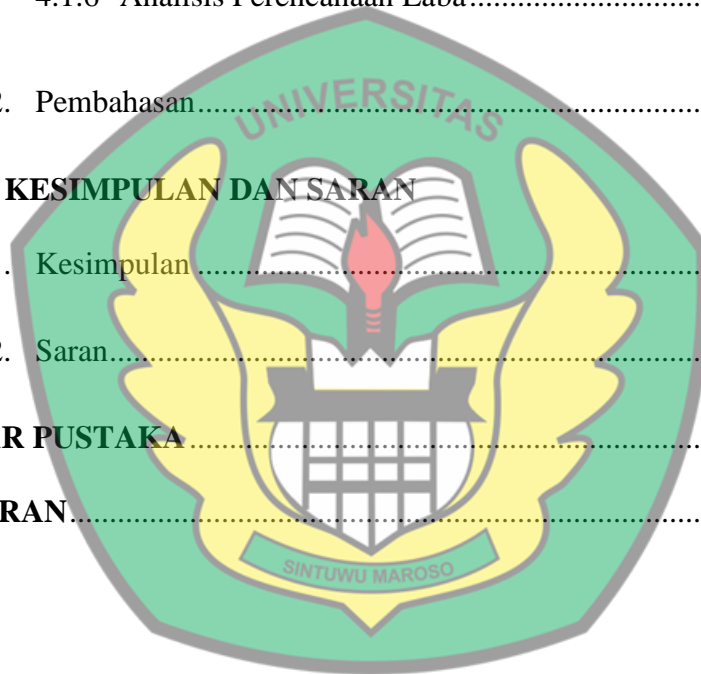 4.1.6 Analisis Perencanaan Laba........................
2. Pembahasan........................................................
UNIVERSITAS
KESIMPULAN DAN SARAN
. Kesimpulan........................................................
2. Saran..................................................................
AR PUSTAKA........................................................
RAN........................................................................
SINTUWU MAROSO